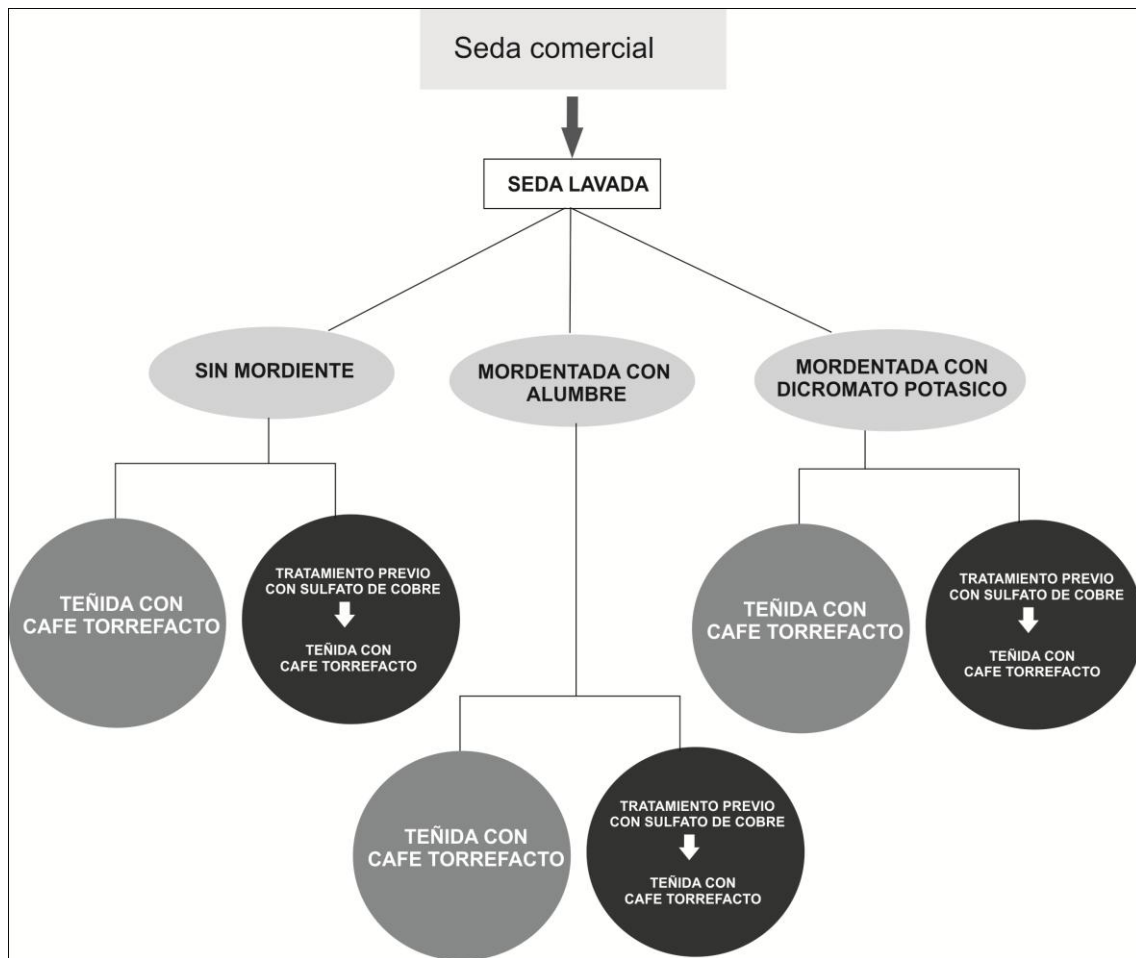 Seda comercial
SEDA LAVADA
SIN MORDIENTE
MORDENTADA CON
ALUMBRE
MORDENTADA CON
DICROMATO POTASICO
TEÑIDA CON
CAFE TORREFACTO
TRATAMIENTO PREVIO
CON SULFATO DE COBRE
TEÑIDA CON
CAFE TORREFACTO
TEÑIDA CON
CAFE TORREFACTO
TRATAMIENTO PREVIO
CON SULFATO DE COBRE
TEÑIDA CON
CAFE TORREFACTO
TEÑIDA CON
CAFE TORREFACTO
TRATAMIENTO PREVIO
CON SULFATO DE COBRE
TEÑIDA CON
CAFE TORREFACTO